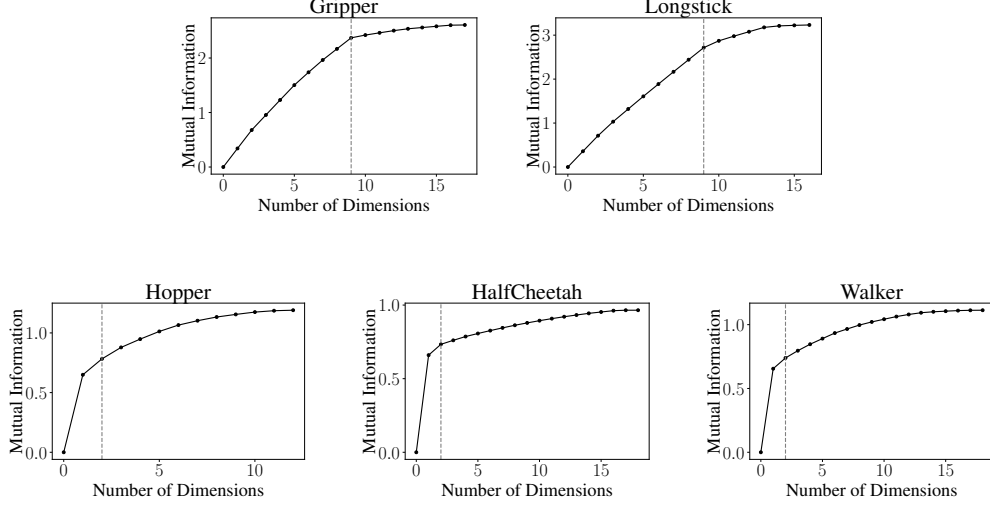 Gripper
Longstick
Mutual Information
2
1
0
0
5
10
15
Number of Dimensions
Mutual Information
3
2
1
0
0
5
10
15
Number of Dimensions
Hopper
HalfCheetah
Walker
Mutual Information
1.0
0.5
0.0
0
5
10
Number of Dimensions
Mutual Information
1.0
0.5
0.0
0
5
10
15
Number of Dimensions
Mutual Information
1.0
0.5
0.0
0
5
10
15
Number of Dimensions